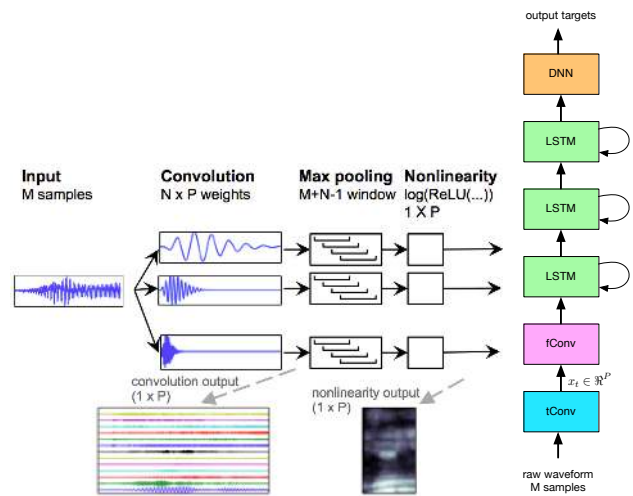 output targets
DNN
LSTM
LSTM
LSTM
fConv
x_t ∈ ℜ^P
tConv
raw waveform
M samples
Input
M samples
Convolution
N x P weights
Max pooling
M+N-1 window
Nonlinearity
log(ReLU(...))
1 X P
convolution output
(1 x P)
nonlinearity output
(1 x P)